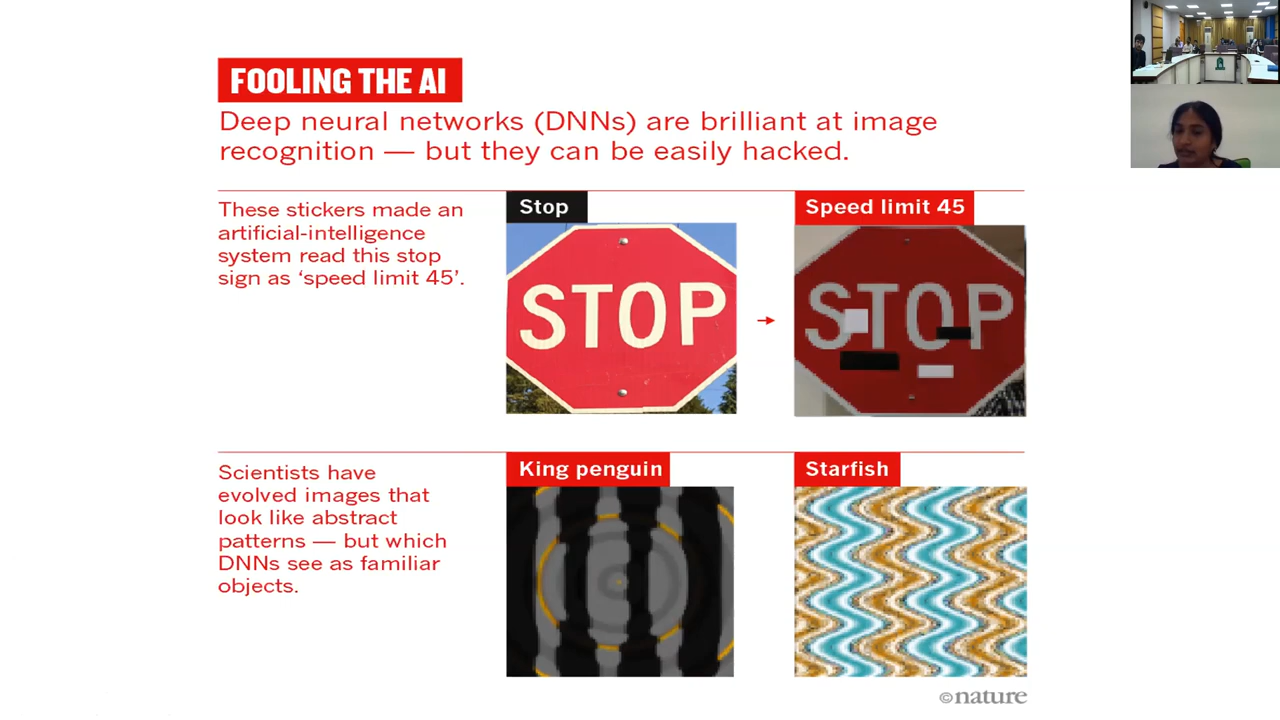 FOOLING THE AI
Deep neural networks (DNNs) are brilliant at image
recognition — but they can be easily hacked.
These stickers made an
artificial-intelligence
system read this stop
sign as ‘speed limit 45’.
Stop
STOP
Speed limit 45
STOP
Scientists have
evolved images that
look like abstract
patterns — but which
DNNs see as familiar
objects.
King penguin
Starfish
©nature